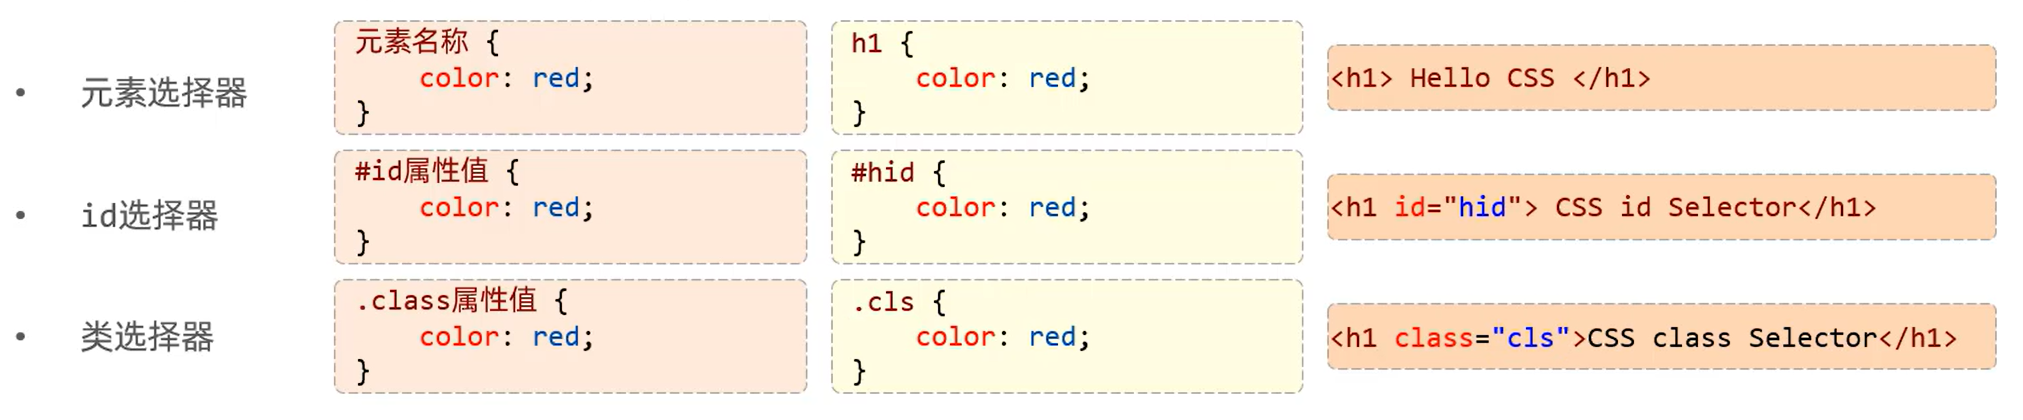 • 元素选择器
元素名称 {
    color: red;
}
h1 {
    color: red;
}
<h1> Hello CSS </h1>
• id选择器
#id属性值 {
    color: red;
}
#hid {
    color: red;
}
<h1 id="hid"> CSS id Selector</h1>
• 类选择器
.class属性值 {
    color: red;
}
.cls {
    color: red;
}
<h1 class="cls">CSS class Selector</h1>